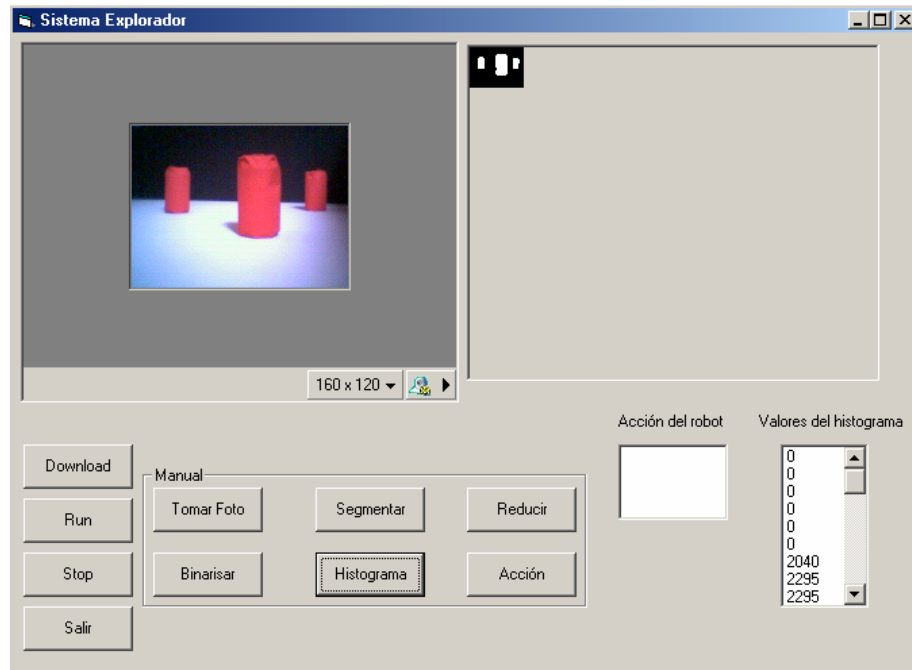 Sistema Explorador
160 x 120
Acción del robot
Valores del histograma
0
0
0
0
0
0
2040
2295
2295
Download
Run
Stop
Salir
Manual
Tomar Foto
Segmentar
Reducir
Binarisar
Histograma
Acción